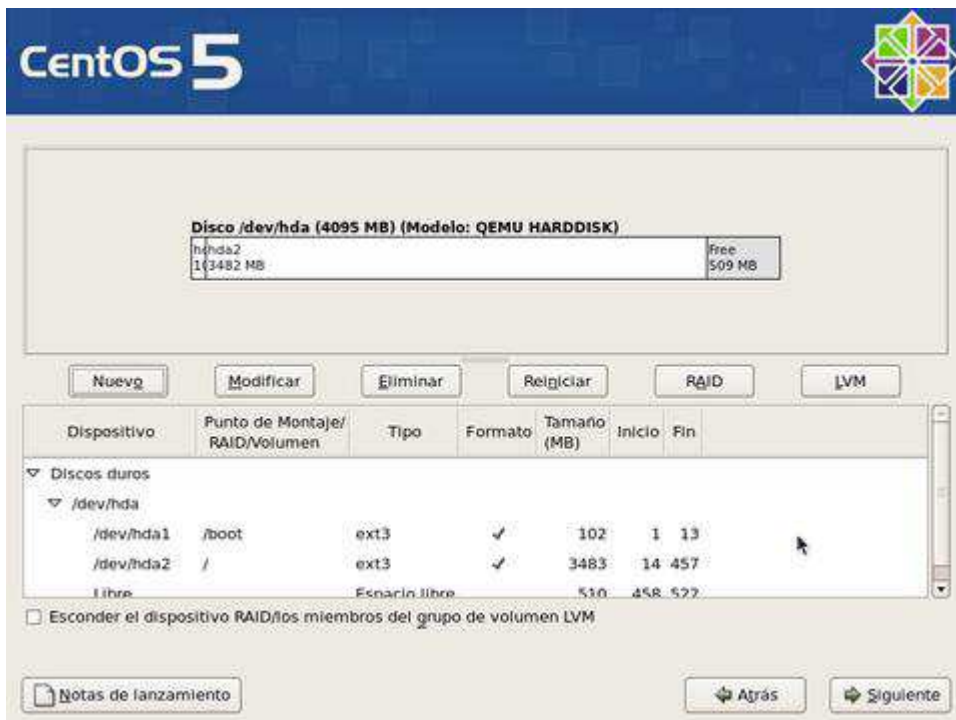 CentOS 5
Disco /dev/hda (4095 MB) (Modelo: QEMU HARDDISK)
hda2 Free
3482 MB 509 MB
Nuevo Modificar Eliminar Reiniciar RAID LVM
Dispositivo Punto de Montaje/ RAID/Volumen Tipo Formato Tamaño (MB) Inicio Fin
Discos duros
/dev/hda
/dev/hda1 /boot ext3 102 1 13
/dev/hda2 / ext3 3483 14 457
Libre Espacio libre 510 458 522
Esconder el dispositivo RAID/los miembros del grupo de volumen LVM
Notas de lanzamiento Atrás Siguiente